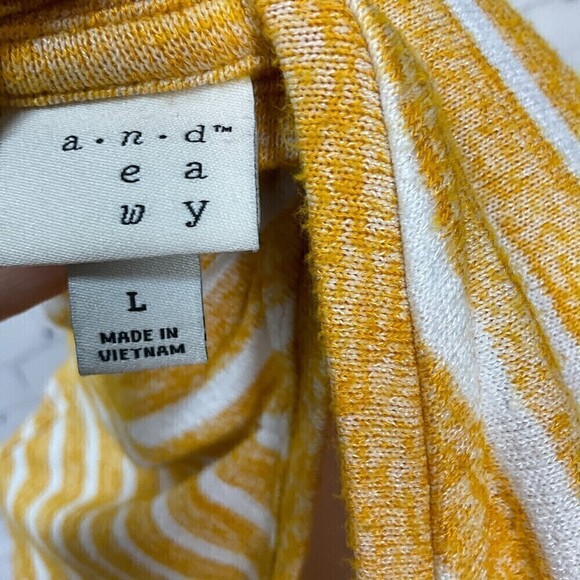 a • n • d™
e a
w y
L
MADE IN
VIETNAM